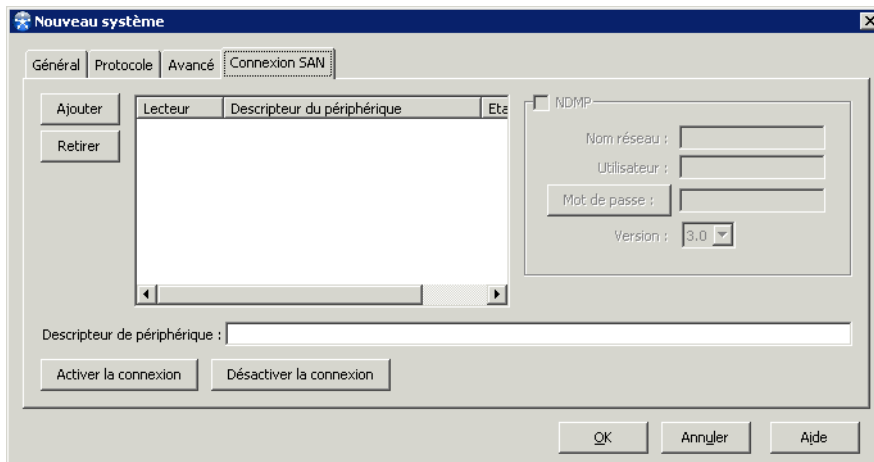 Nouveau système
Général Protocole Avancé Connexion SAN
Ajouter Lecteur Descripteur du périphérique Eta NDMP
Retirer Nom réseau :
Utilisateur :
Mot de passe :
Version : 3.0
Descripteur de périphérique :
Activer la connexion Désactiver la connexion
OK Annuler Aide